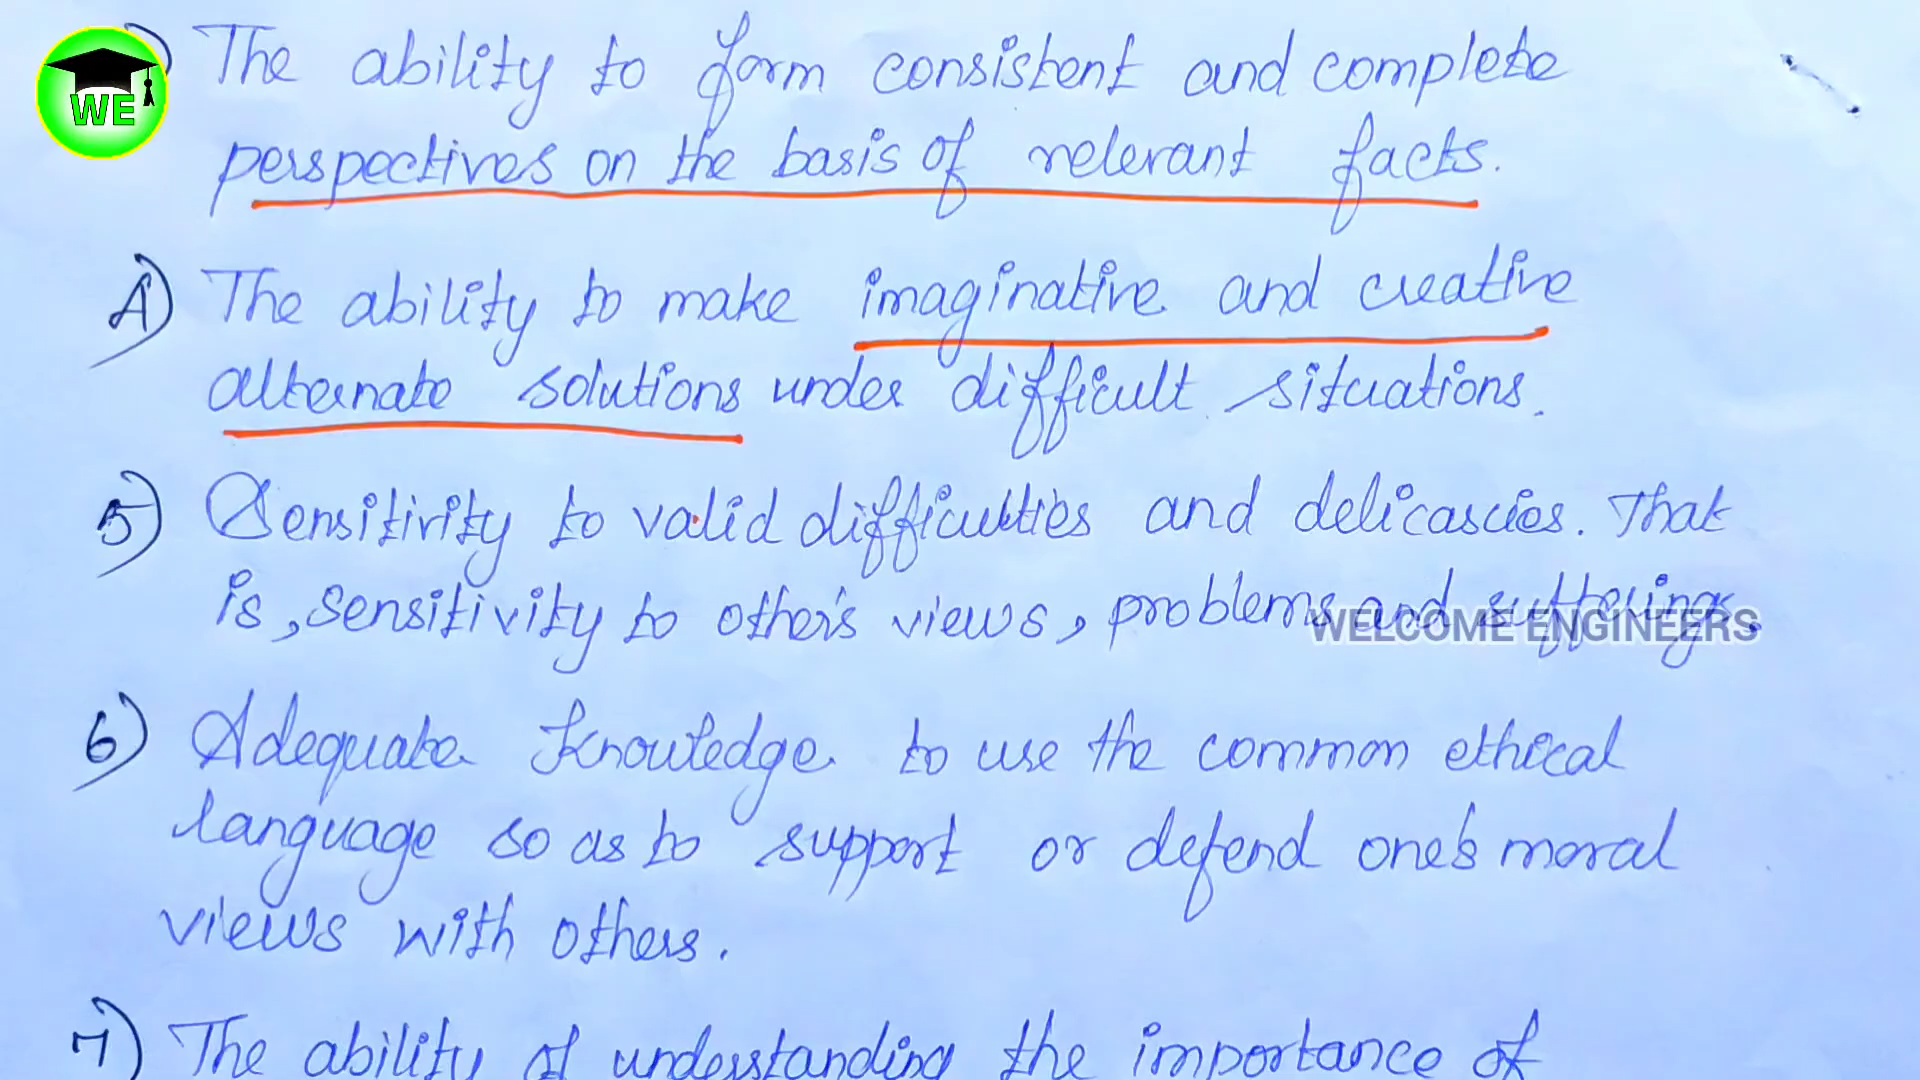 WE
) The ability to form consistent and complete
perspectives on the basis of relevant facts.
4) The ability to make imaginative and creative
alternate solutions under difficult situations.
5) Sensitivity to valid difficulties and delicascies. That
is, sensitivity to other's views, problems and sufferings.
WELCOME ENGINEERS
6) Adequate knowledge to use the common ethical
language so as to support or defend one's moral
views with others.
7) The ability of understanding the importance of